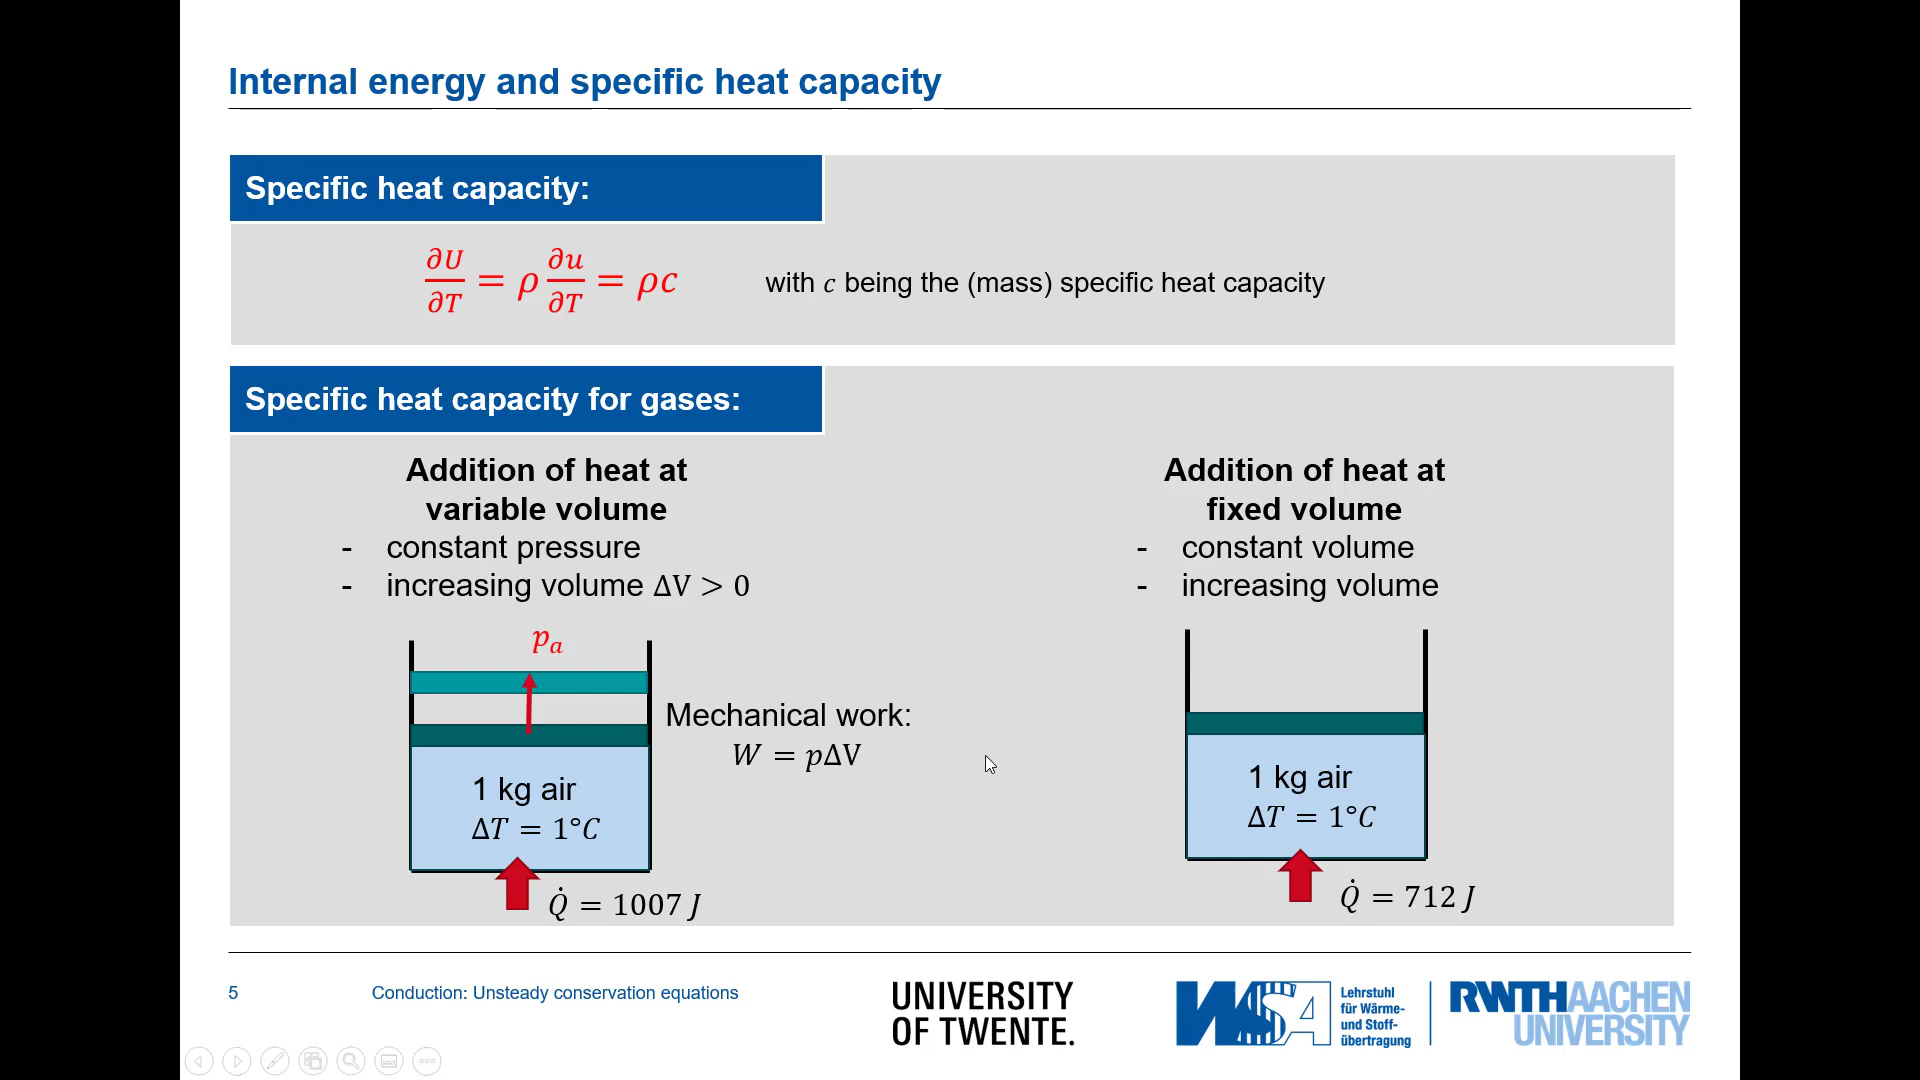 Internal energy and specific heat capacity
Specific heat capacity:
∂U/∂T = ρ ∂u/∂T = ρc
with c being the (mass) specific heat capacity
Specific heat capacity for gases:
Addition of heat at
variable volume
- constant pressure
- increasing volume ΔV > 0
p_a
Mechanical work:
W = pΔV
1 kg air
ΔT = 1°C
Q̇ = 1007 J
Addition of heat at
fixed volume
- constant volume
- increasing volume
1 kg air
ΔT = 1°C
Q̇ = 712 J
5
Conduction: Unsteady conservation equations
UNIVERSITY
OF TWENTE.
WSA
Lehrstuhl
für Wärme-
und Stoff-
übertragung
RWTHAACHEN
UNIVERSITY